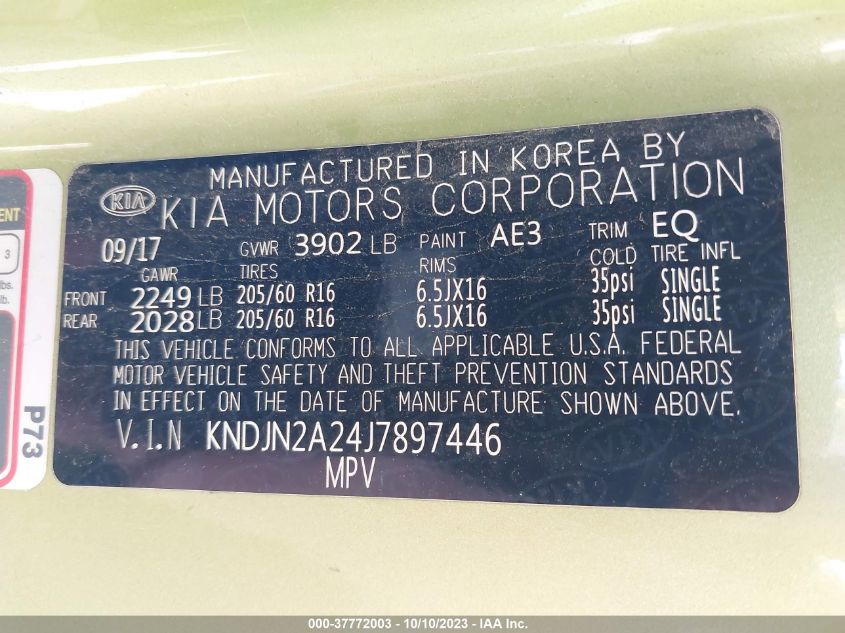 MANUFACTURED IN KOREA BY
KIA KIA MOTORS CORPORATION
09/17 GVWR 3902 LB PAINT AE3 TRIM EQ
GAWR TIRES RIMS COLD TIRE INFL
FRONT 2249 LB 205/60 R16 6.5JX16 35psi SINGLE
REAR 2028 LB 205/60 R16 6.5JX16 35psi SINGLE
THIS VEHICLE CONFORMS TO ALL APPLICABLE U.S.A. FEDERAL
MOTOR VEHICLE SAFETY AND THEFT PREVENTION STANDARDS
IN EFFECT ON THE DATE OF MANUFACTURE SHOWN ABOVE.
V.I.N KNDJN2A24J7897446
MPV
3
lbs.
lb.
P73
000-37772003 - 10/10/2023 - IAA Inc.